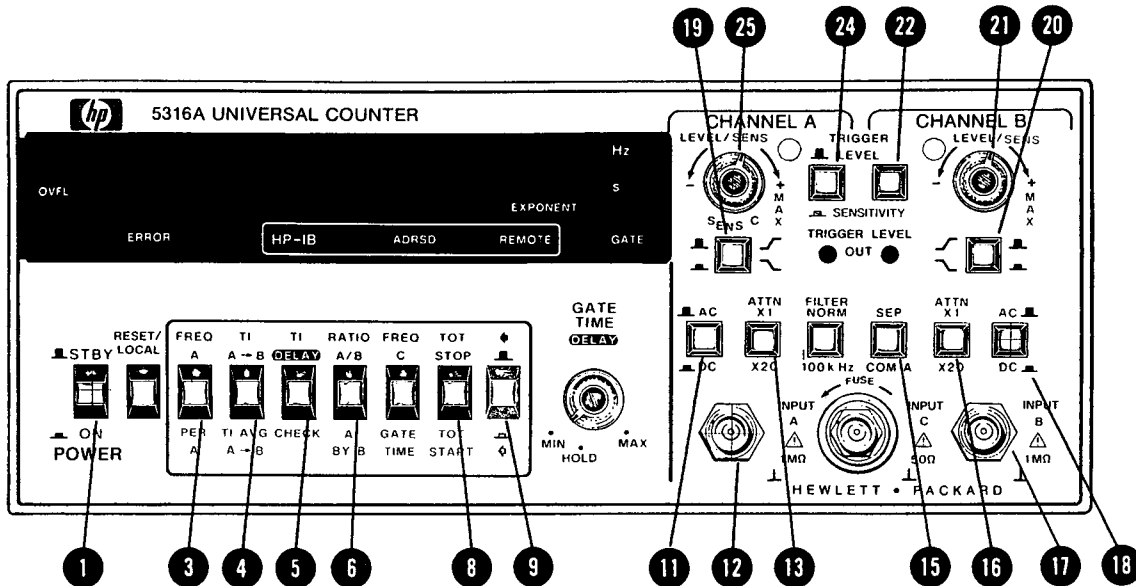 19 25 24 22 21 20
hp 5316A UNIVERSAL COUNTER
CHANNEL A
CHANNEL B
LEVEL/SENS
TRIGGER
LEVEL
LEVEL/SENS
Hz
S
OVFL
EXPONENT
ERROR
HP-IB ADRSD REMOTE
GATE
- + MAX
SENS C
SENSITIVITY
- + MAX
TRIGGER LEVEL
OUT
GATE
TIME
DELAY
MIN
HOLD
MAX
STBY
RESET/
LOCAL
ON
POWER
FREQ
A
TI
A→B
TI
DELAY
RATIO
A/B
FREQ
C
TOT
STOP
PER
A
TI AVG
A→B
CHECK
A
BY B
GATE
TIME
TOT
START
AC
DC
ATTN
X1
X20
FILTER
NORM
100kHz
SEP
COM A
ATTN
X1
X20
AC
DC
FUSE
INPUT
A
1MΩ
INPUT
C
50Ω
INPUT
B
1MΩ
HEWLETT • PACKARD
1 3 4 5 6 8 9 11 12 13 15 16 17 18